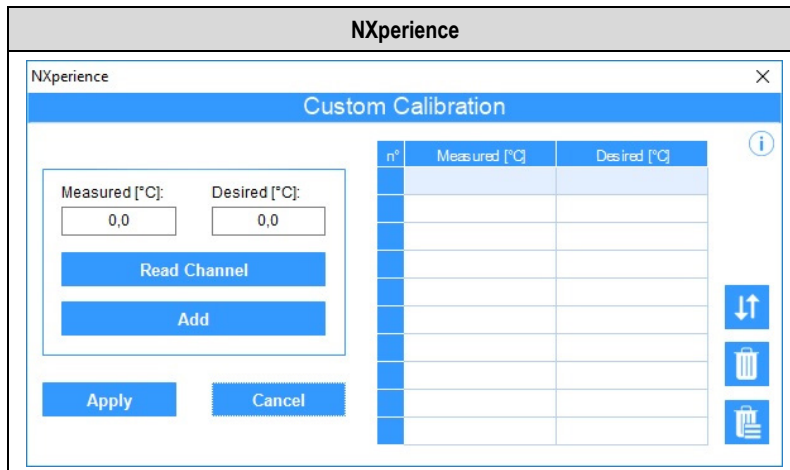 NXperience
NXperience
Custom Calibration
n° Measured [°C] Desired [°C]
Measured [°C]: Desired [°C]:
0,0 0,0
Read Channel
Add
Apply Cancel